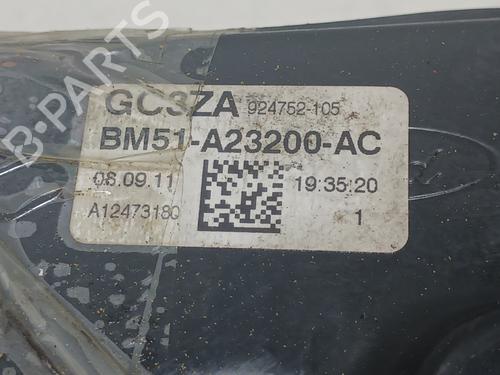 GC3ZA 924752-105
BM51-A23200-AC
08.09.11 19:35:20
A12473180 1
B-PARTS